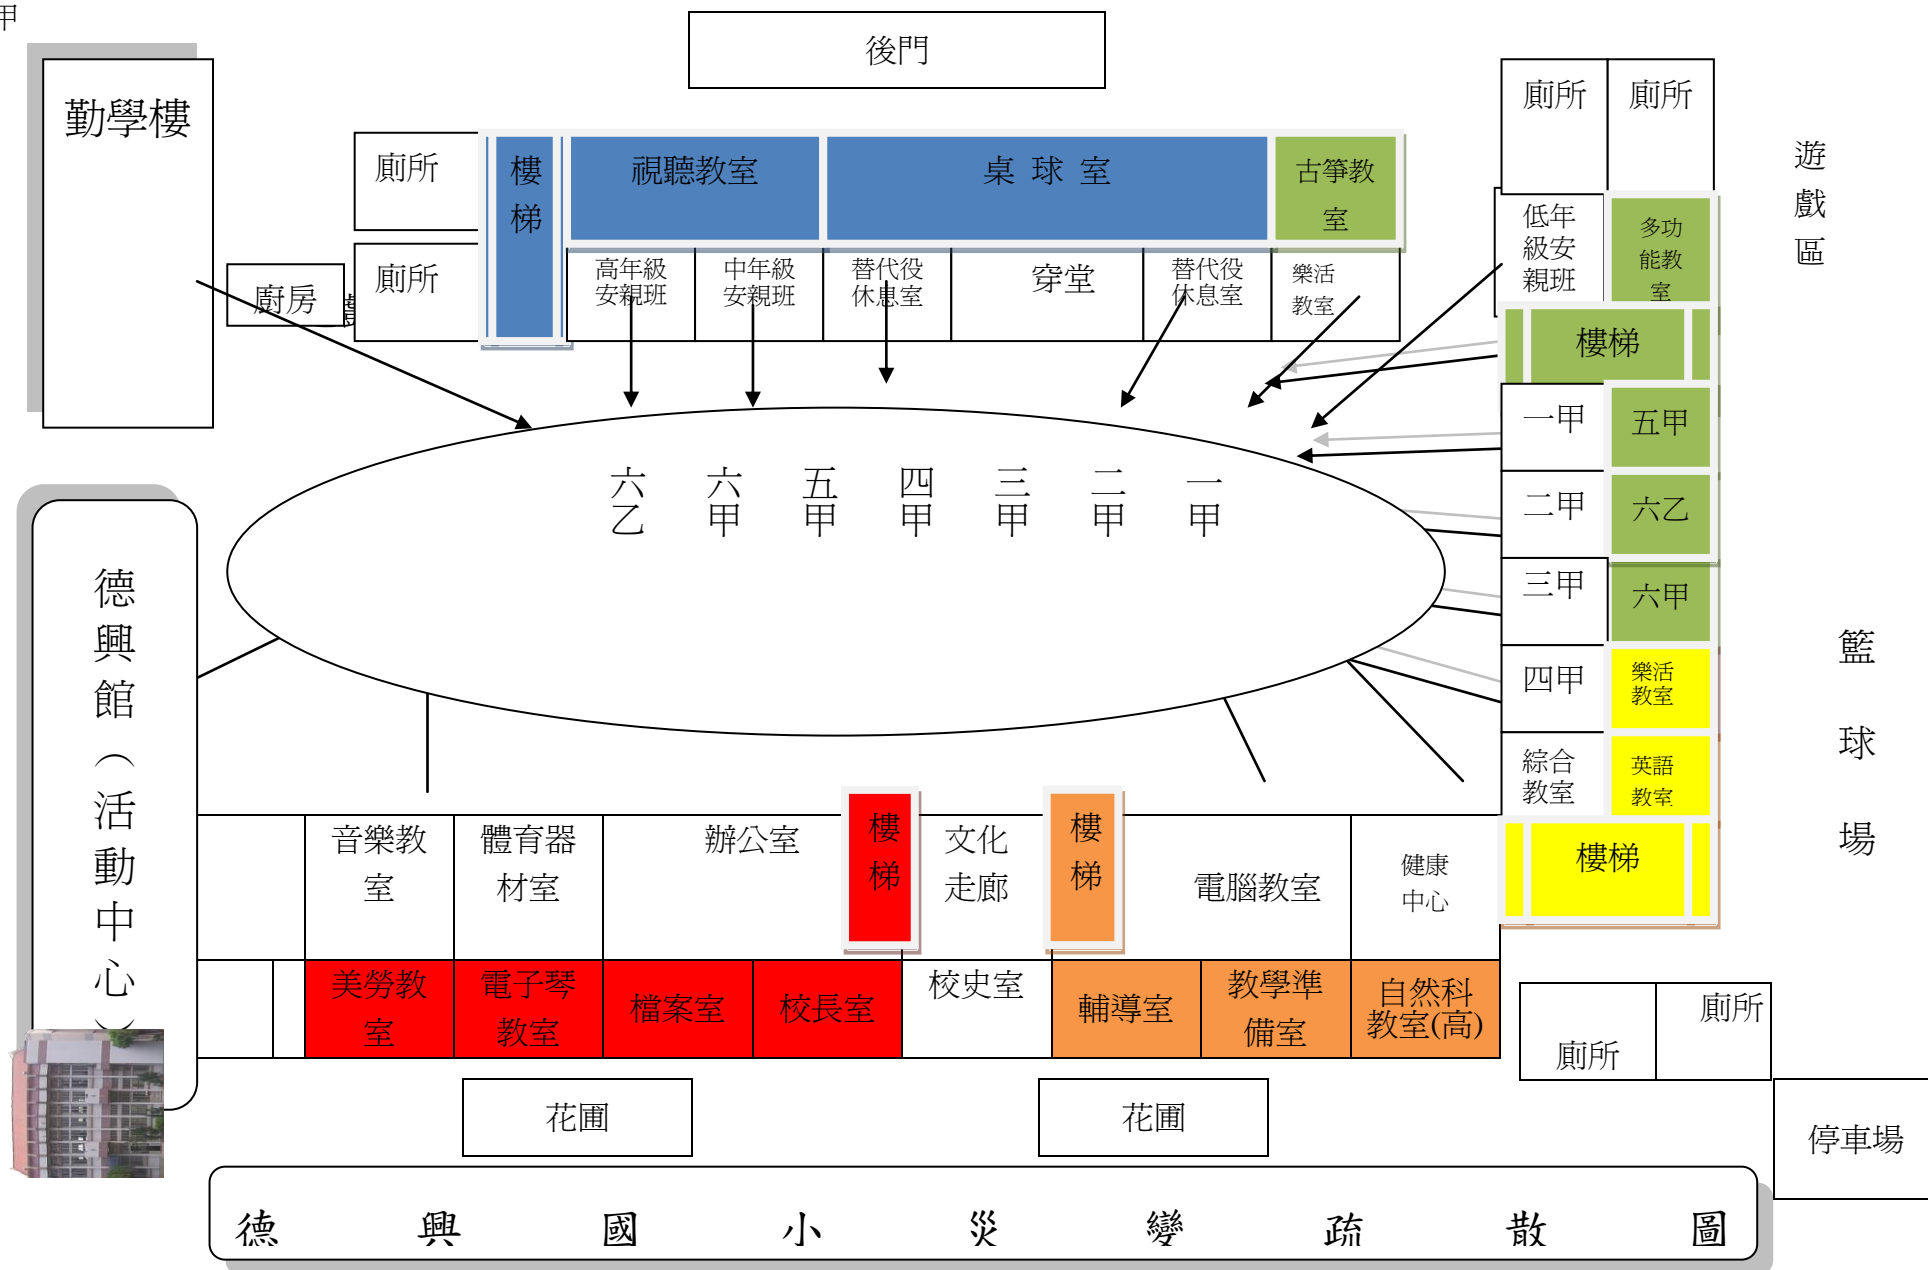 甲
後門
勤學樓
廁所
廁所
遊
戲
區
廁所
樓
梯
視聽教室
桌 球 室
古箏教
室
低年
級安
親班
多功
能教
室
廚房
廁所
高年級
安親班
中年級
安親班
替代役
休息室
穿堂
替代役
休息室
樂活
教室
樓梯
一甲
五甲
六乙
六甲
五甲
四甲
三甲
二甲
一甲
二甲
六乙
三甲
六甲
四甲
樂活
教室
綜合
教室
英語
教室
樓梯
籃
球
場
德興館（活動中心）
音樂教
室
體育器
材室
辦公室
樓
梯
文化
走廊
樓
梯
電腦教室
健康
中心
美勞教
室
電子琴
教室
檔案室
校長室
校史室
輔導室
教學準
備室
自然科
教室(高)
廁所
廁所
花圃
花圃
停車場
德興國小災變疏散圖